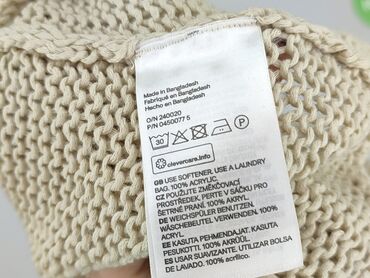 Made in Bangladesh
Fabriqué en Bangladesh
Hecho en Bangladesh
O/N 240020
P/N 0450077 5
30 P
clevercare.info
GB USE SOFTENER. USE A LAUNDRY
BAG. 100% ACRYLIC.
CZ POUŽIJTE ZMĚKČOVACÍ
PROSTŘEDEK. PERTE V SÁČKU PRO
ŠETRNÉ PRANÍ. 100% AKRYL.
DE WEICHSPÜLER BENUTZEN.
WÄSCHEBEUTEL VERWENDEN. 100%
ACRYL.
EE KASUTA PEHMENDAJAT. KASUTA
PESUKOTTI. 100% AKRÜÜL.
ES USAR SUAVIZANTE. UTILIZAR BOLSA
DE LAVADO. 100% acrílico.